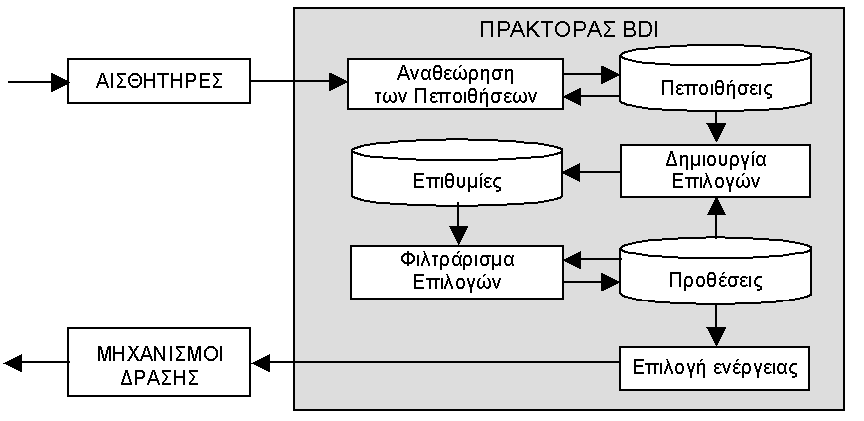 ΠΡΑΚΤΟΡΑΣ BDI
ΑΙΣΘΗΤΗΡΕΣ
Αναθεώρηση
των Πεποιθήσεων
Πεποιθήσεις
Επιθυμίες
Δημιουργία
Επιλογών
Φιλτράρισμα
Επιλογών
Προθέσεις
ΜΗΧΑΝΙΣΜΟΙ
ΔΡΑΣΗΣ
Επιλογή ενέργειας